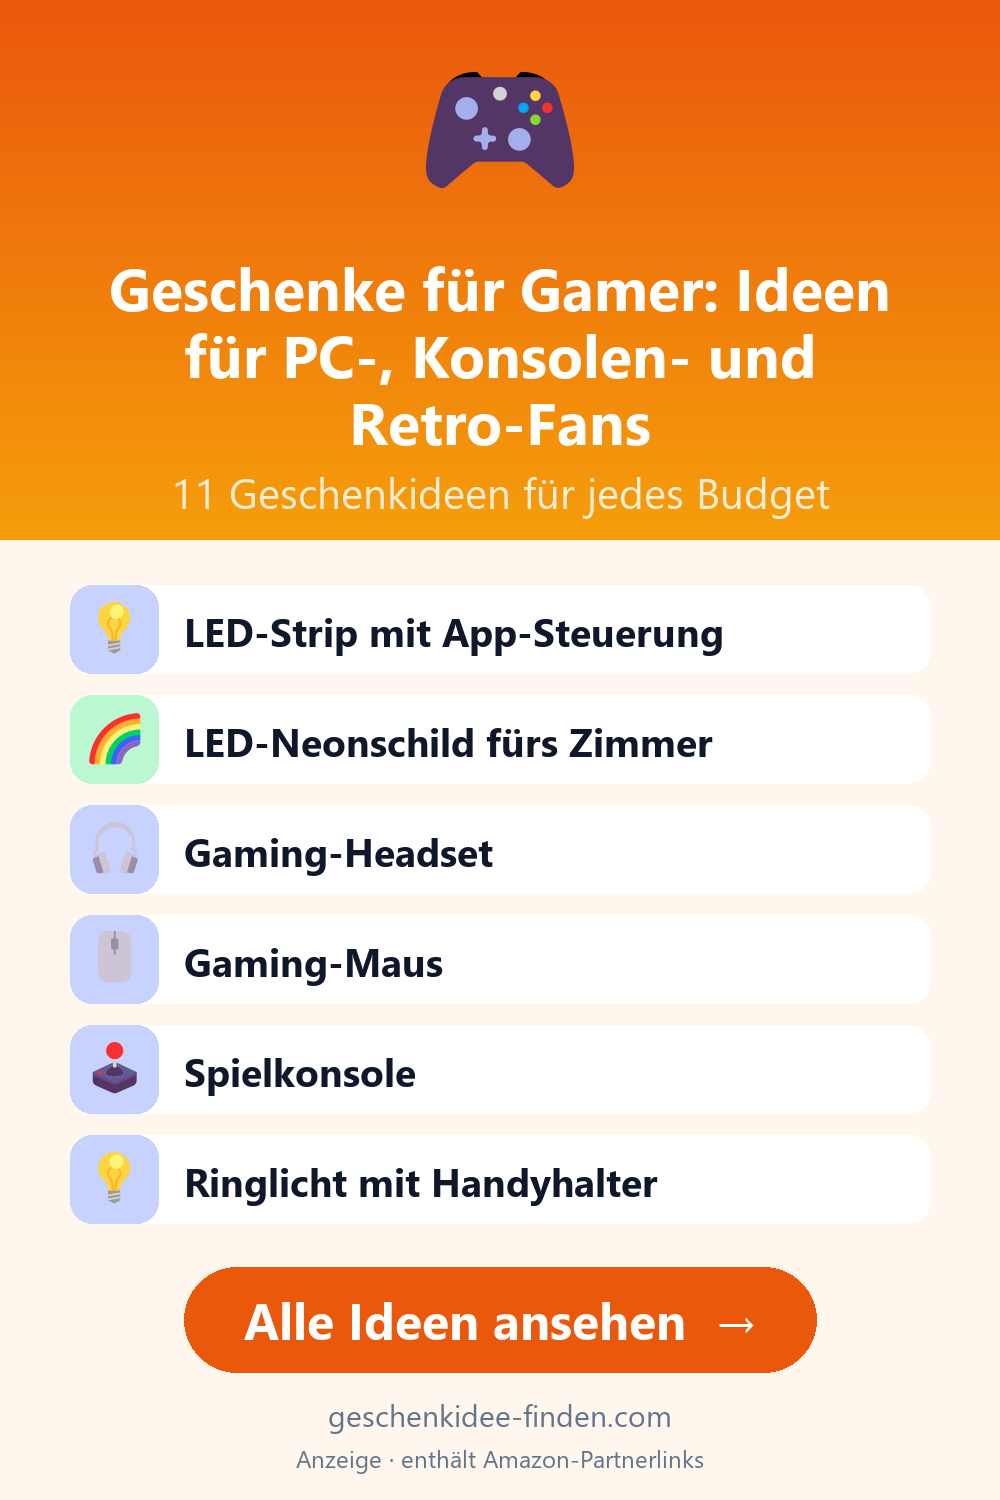 Geschenke für Gamer: Ideen
für PC-, Konsolen- und
Retro-Fans
11 Geschenkideen für jedes Budget
LED-Strip mit App-Steuerung
LED-Neonschild fürs Zimmer
Gaming-Headset
Gaming-Maus
Spielkonsole
Ringlicht mit Handyhalter
Alle Ideen ansehen →
geschenkidee-finden.com
Anzeige · enthält Amazon-Partnerlinks